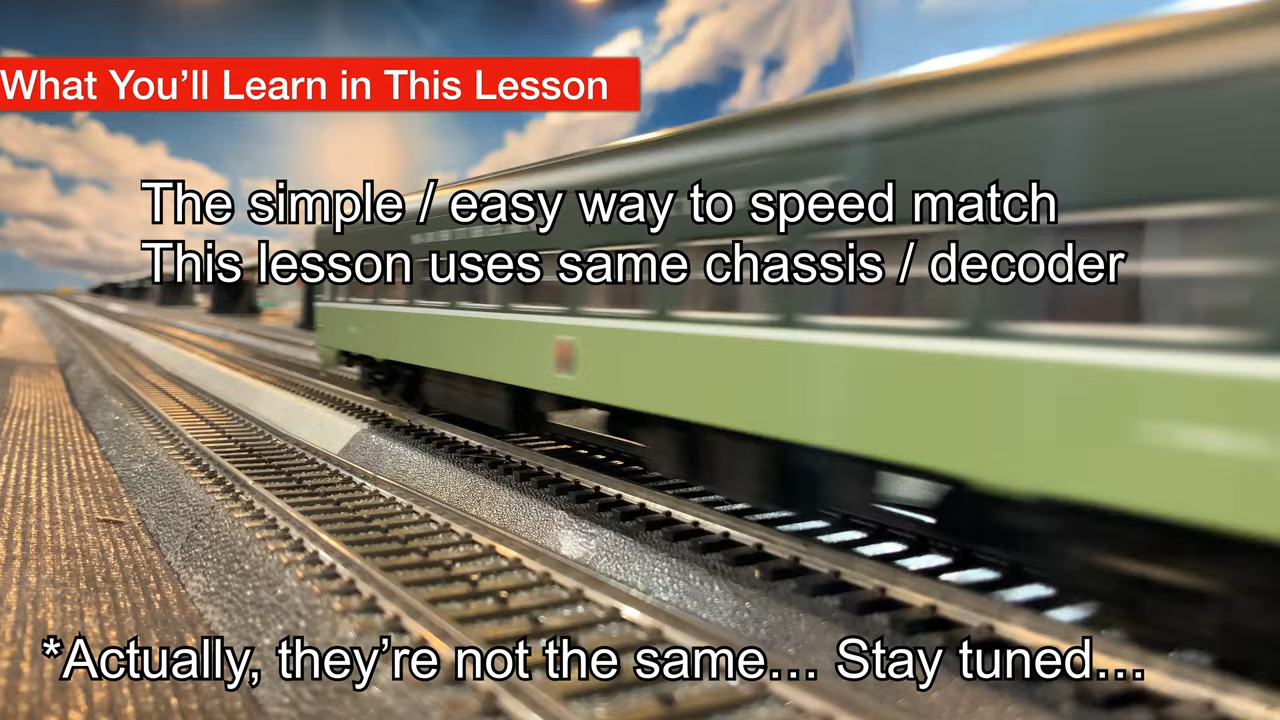 What You’ll Learn in This Lesson
The simple / easy way to speed match
This lesson uses same chassis / decoder
*Actually, they’re not the same… Stay tuned…